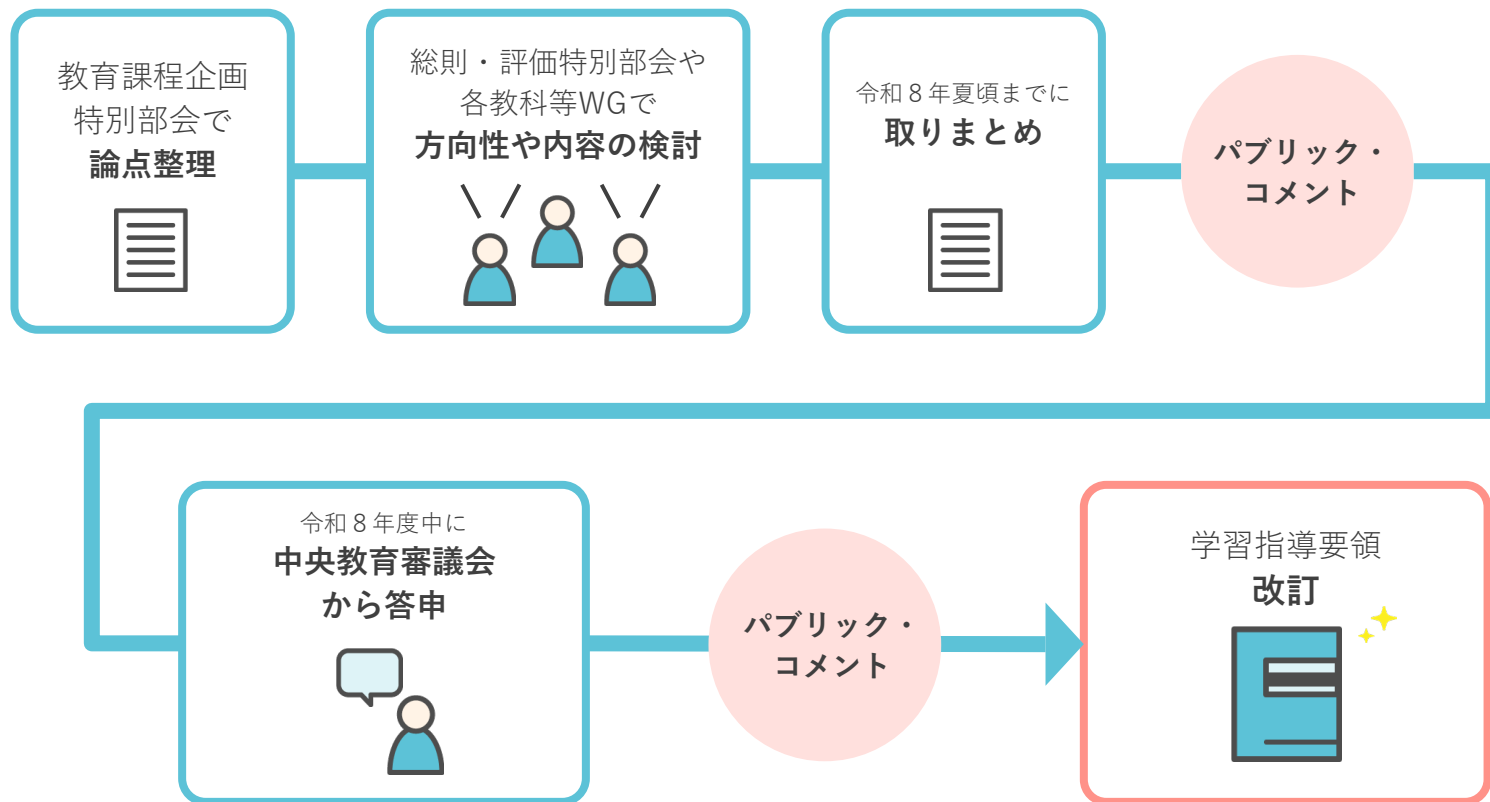 教育課程企画
特別部会で
論点整理
総則・評価特別部会や
各教科等WGで
方向性や内容の検討
令和８年夏頃までに
取りまとめ
パブリック・
コメント
令和８年度中に
中央教育審議会
から答申
パブリック・
コメント
学習指導要領
改訂